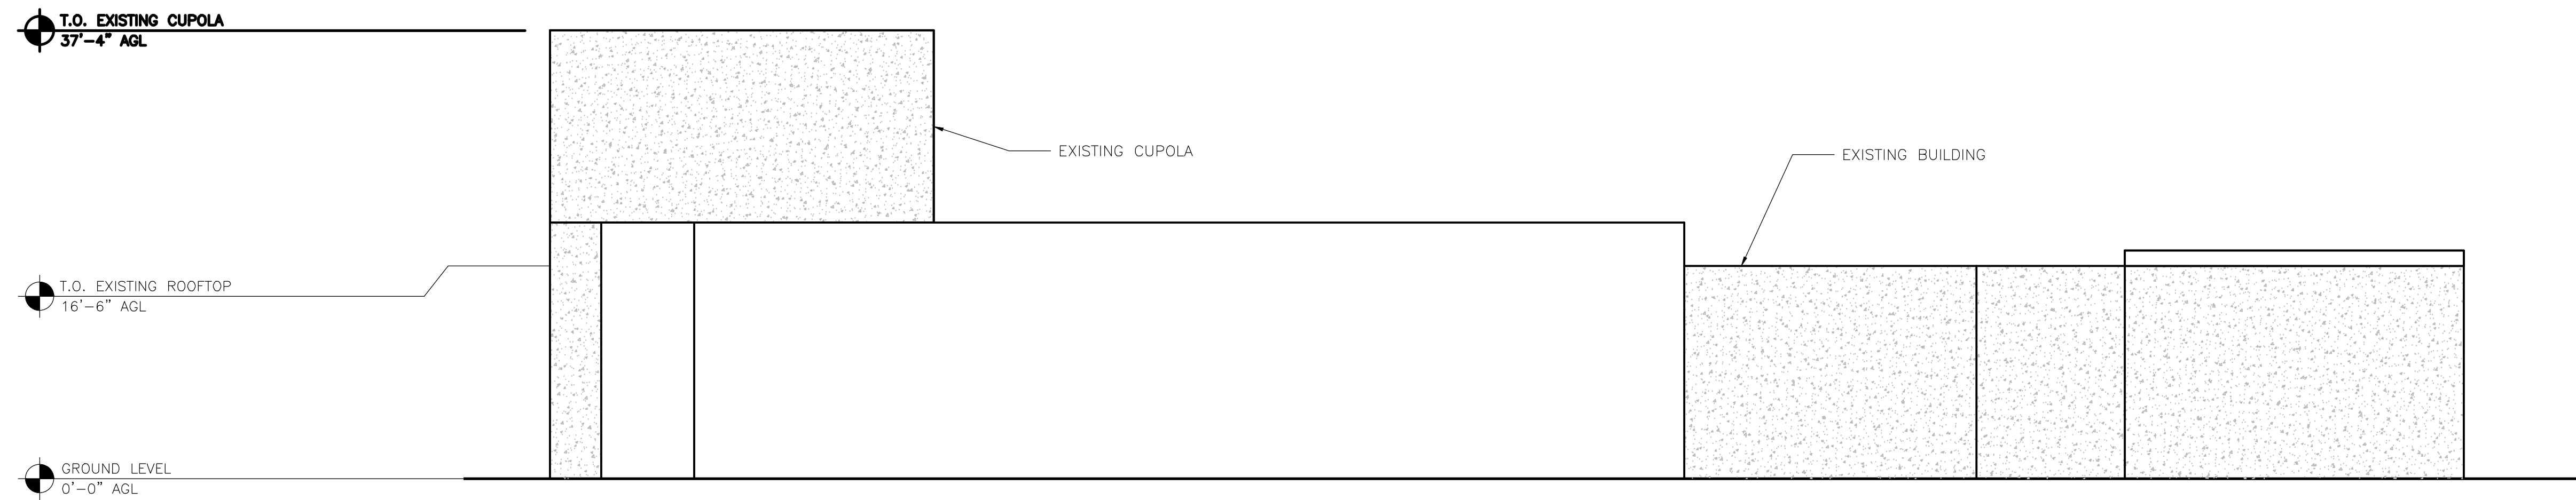 T.O. EXISTING CUPOLA
37'-4" AGL
EXISTING CUPOLA
EXISTING BUILDING
T.O. EXISTING ROOFTOP
16'-6" AGL
GROUND LEVEL
0'-0" AGL